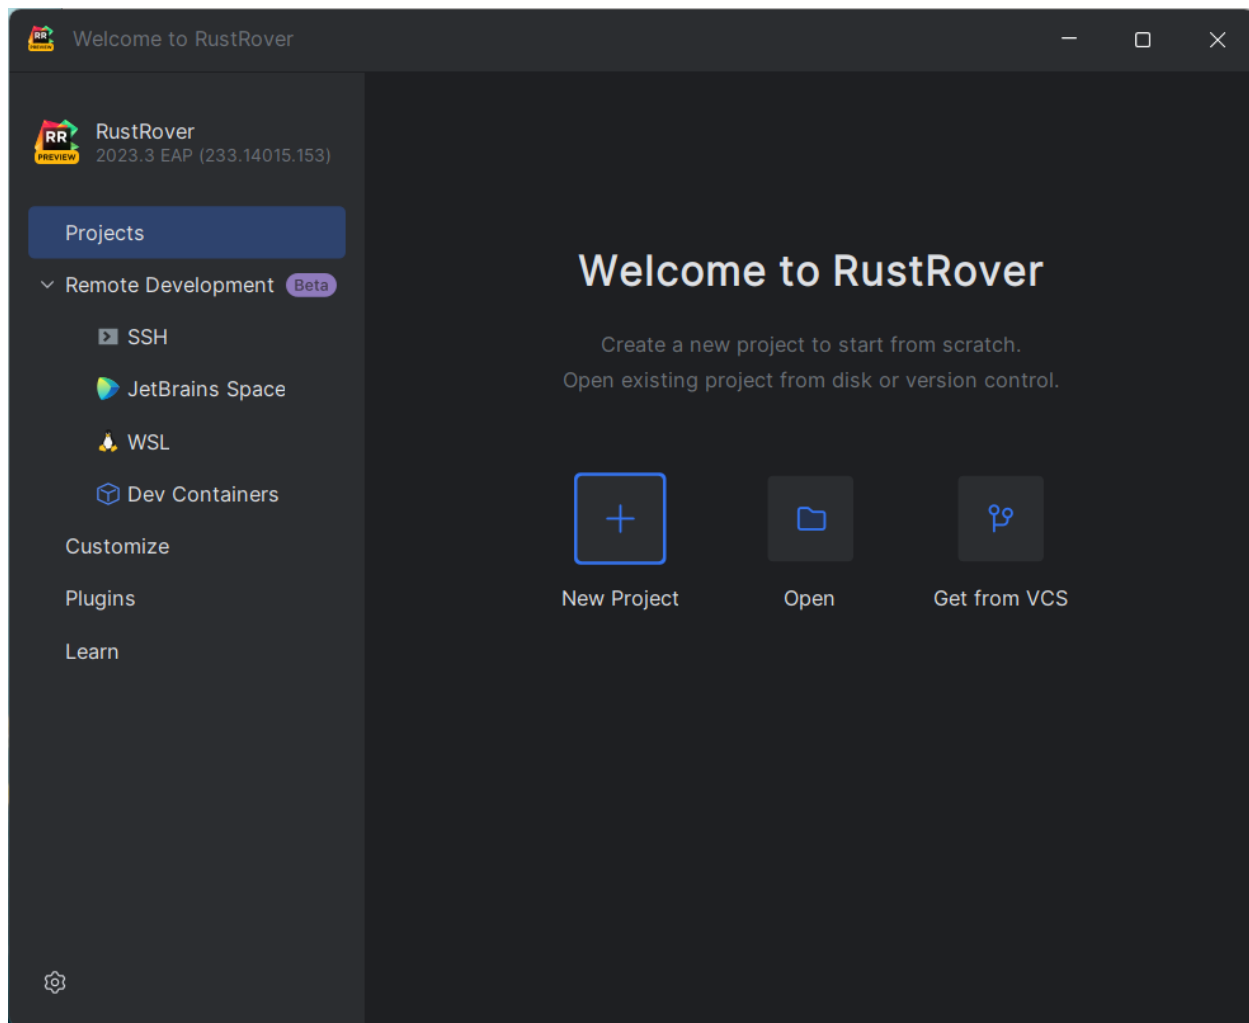 Welcome to RustRover
RR
PREVIEW
RustRover
2023.3 EAP (233.14015.153)
Projects
Remote Development Beta
SSH
JetBrains Space
WSL
Dev Containers
Customize
Plugins
Learn
Welcome to RustRover
Create a new project to start from scratch.
Open existing project from disk or version control.
New Project
Open
Get from VCS